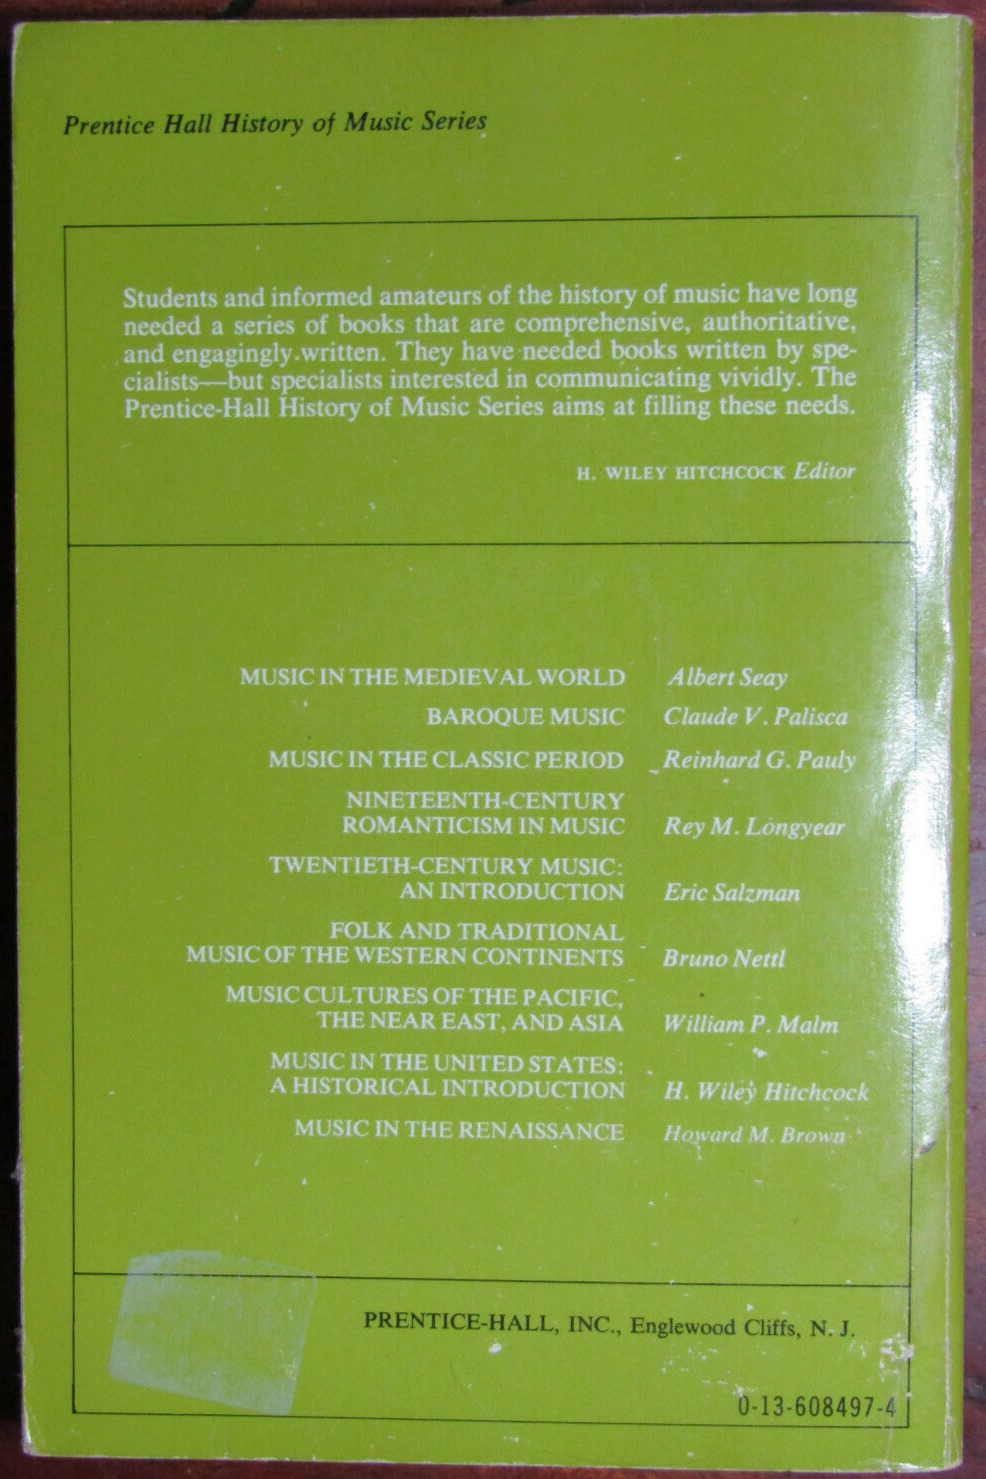 Prentice Hall History of Music Series
Students and informed amateurs of the history of music have long
needed a series of books that are comprehensive, authoritative,
and engagingly written. They have needed books written by spe-
cialists—but specialists interested in communicating vividly. The
Prentice-Hall History of Music Series aims at filling these needs.
H. WILEY HITCHCOCK Editor
MUSIC IN THE MEDIEVAL WORLD Albert Seay
BAROQUE MUSIC Claude V. Palisca
MUSIC IN THE CLASSIC PERIOD Reinhard G. Pauly
NINETEENTH-CENTURY
ROMANTICISM IN MUSIC Rey M. Longyear
TWENTIETH-CENTURY MUSIC:
AN INTRODUCTION Eric Salzman
FOLK AND TRADITIONAL
MUSIC OF THE WESTERN CONTINENTS Bruno Nettl
MUSIC CULTURES OF THE PACIFIC,
THE NEAR EAST, AND ASIA William P. Malm
MUSIC IN THE UNITED STATES:
A HISTORICAL INTRODUCTION H. Wiley Hitchcock
MUSIC IN THE RENAISSANCE Howard M. Brown
PRENTICE-HALL, INC., Englewood Cliffs, N. J.
0-13-608497-4